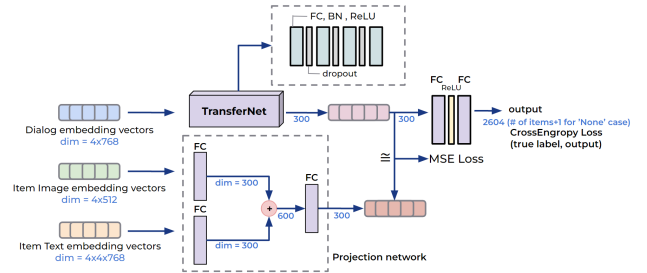 FC, BN , ReLU
dropout
TransferNet
300
300
FC FC
ReLU
output
2604 (# of items+1 for 'None' case)
CrossEngropy Loss
(true label, output)
Dialog embedding vectors
dim = 4x768
≅
MSE Loss
FC
dim = 300
Item Image embedding vectors
dim = 4x512
FC
+
600
FC
300
dim = 300
Item Text embedding vectors
dim = 4x4x768
Projection network